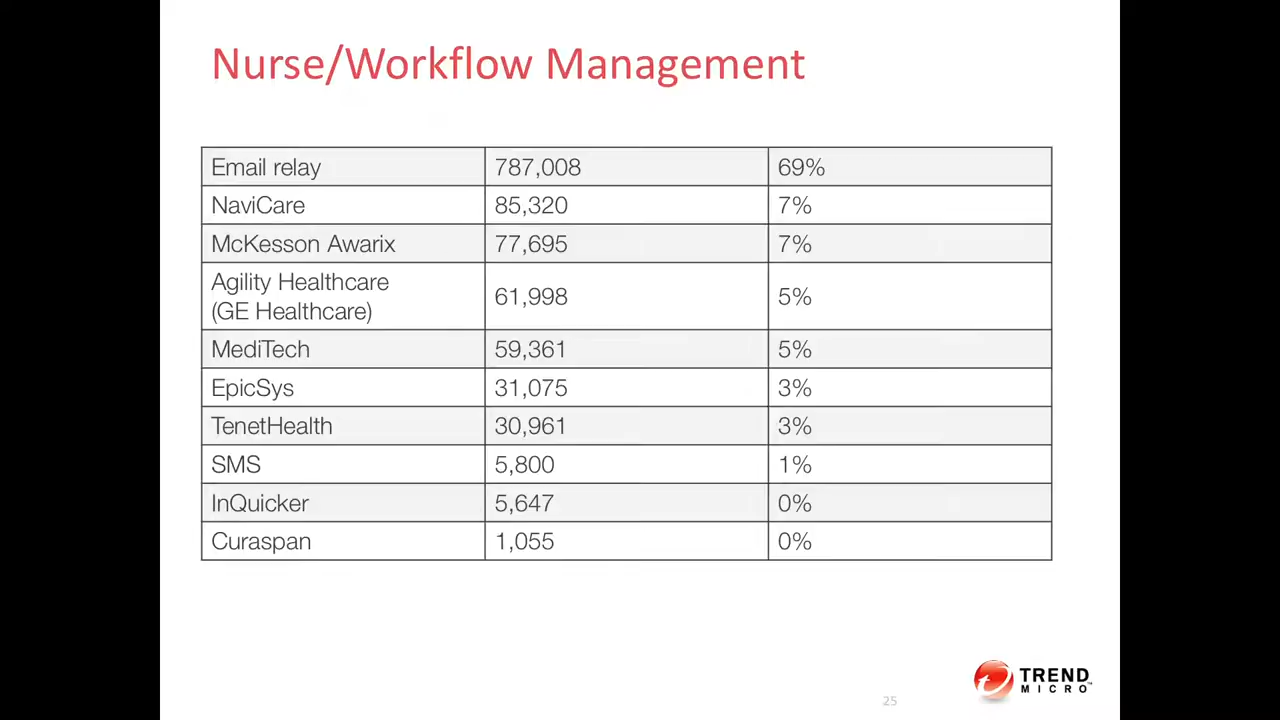 Nurse/Workflow Management
Email relay 787,008 69%
NaviCare 85,320 7%
McKesson Awarix 77,695 7%
Agility Healthcare
(GE Healthcare) 61,998 5%
MediTech 59,361 5%
EpicSys 31,075 3%
TenetHealth 30,961 3%
SMS 5,800 1%
InQuicker 5,647 0%
Curaspan 1,055 0%
25
TREND
MICRO™